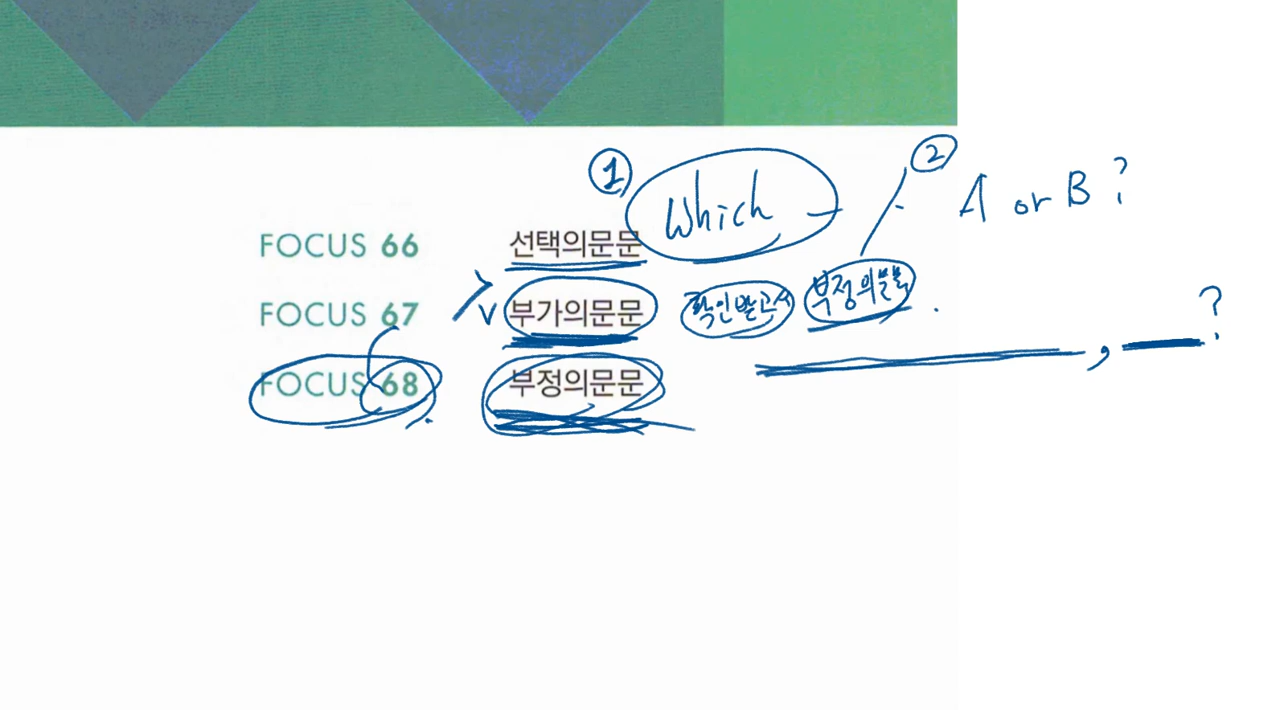 ① Which ② A or B ?
FOCUS 66 선택의문문
FOCUS 67 부가의문문 확인받고서 부정의문문 . , ?
FOCUS 68 부정의문문